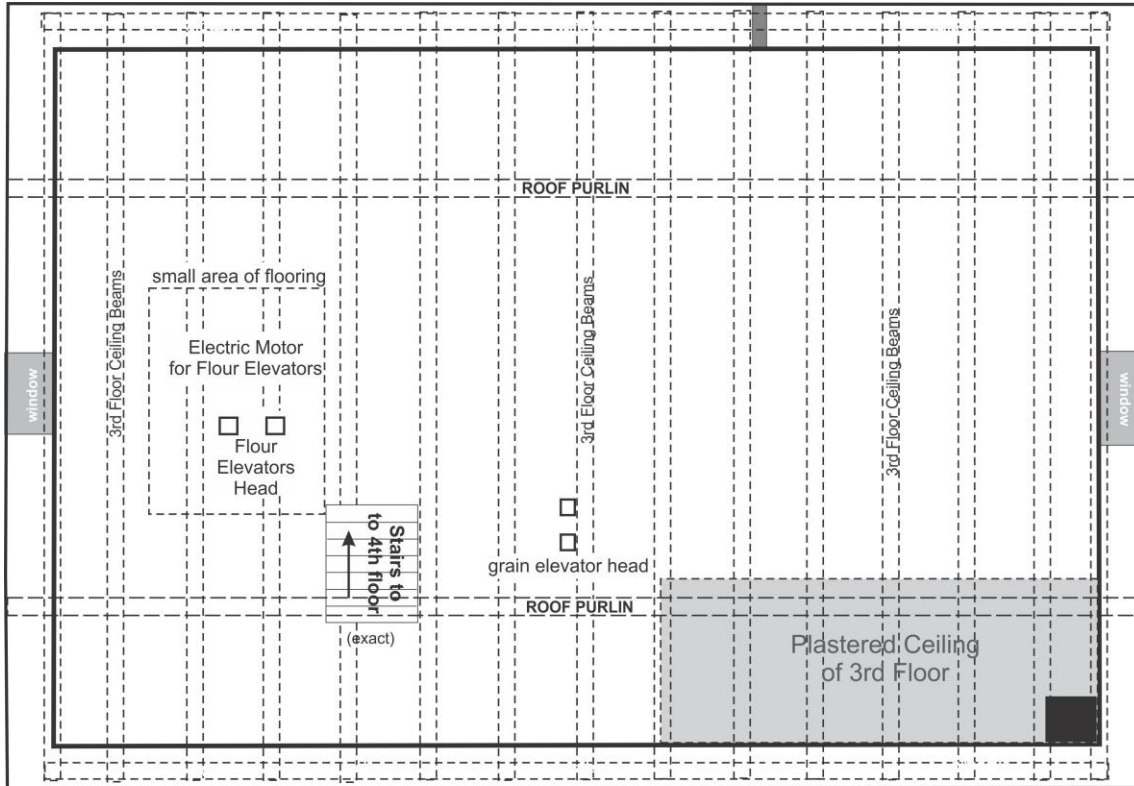 ROOF PURLIN
small area of flooring
3rd Floor Ceiling Beams
3rd Floor Ceiling Beams
3rd Floor Ceiling Beams
Electric Motor
for Flour Elevators
window
window
Flour
Elevators
Head
Stairs to
to 4th floor
grain elevator head
ROOF PURLIN
(exact)
Plastered Ceiling
of 3rd Floor